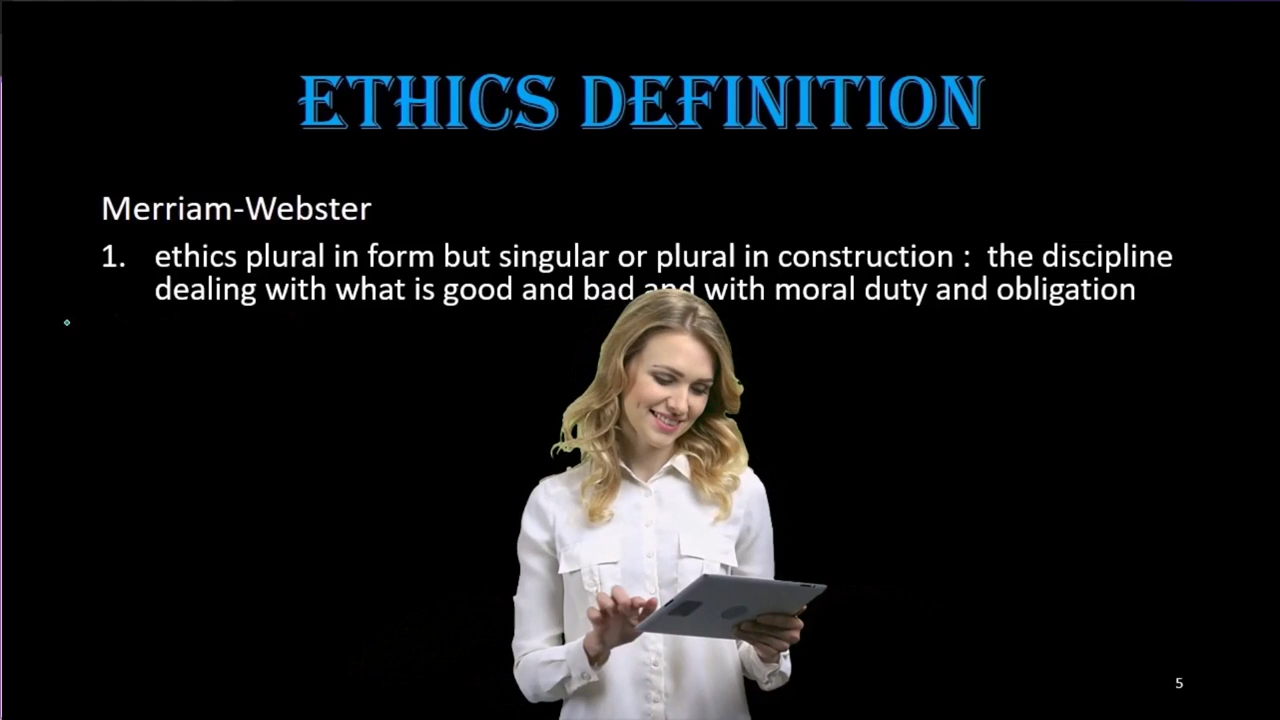 ETHICS DEFINITION
Merriam-Webster
1. ethics plural in form but singular or plural in construction : the discipline
dealing with what is good and bad and with moral duty and obligation
5